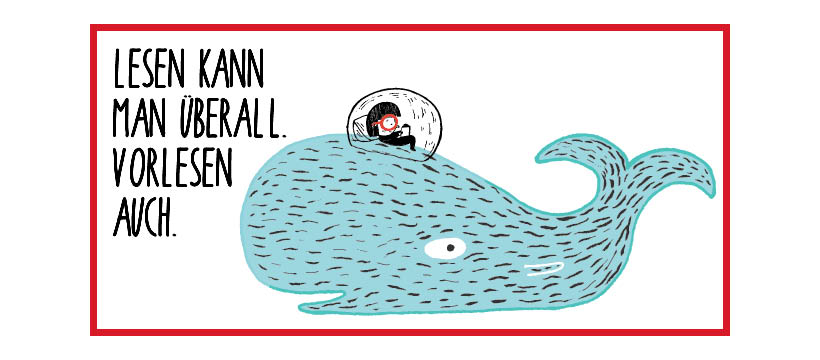 LESEN KANN
MAN ÜBERALL.
VORLESEN
AUCH.